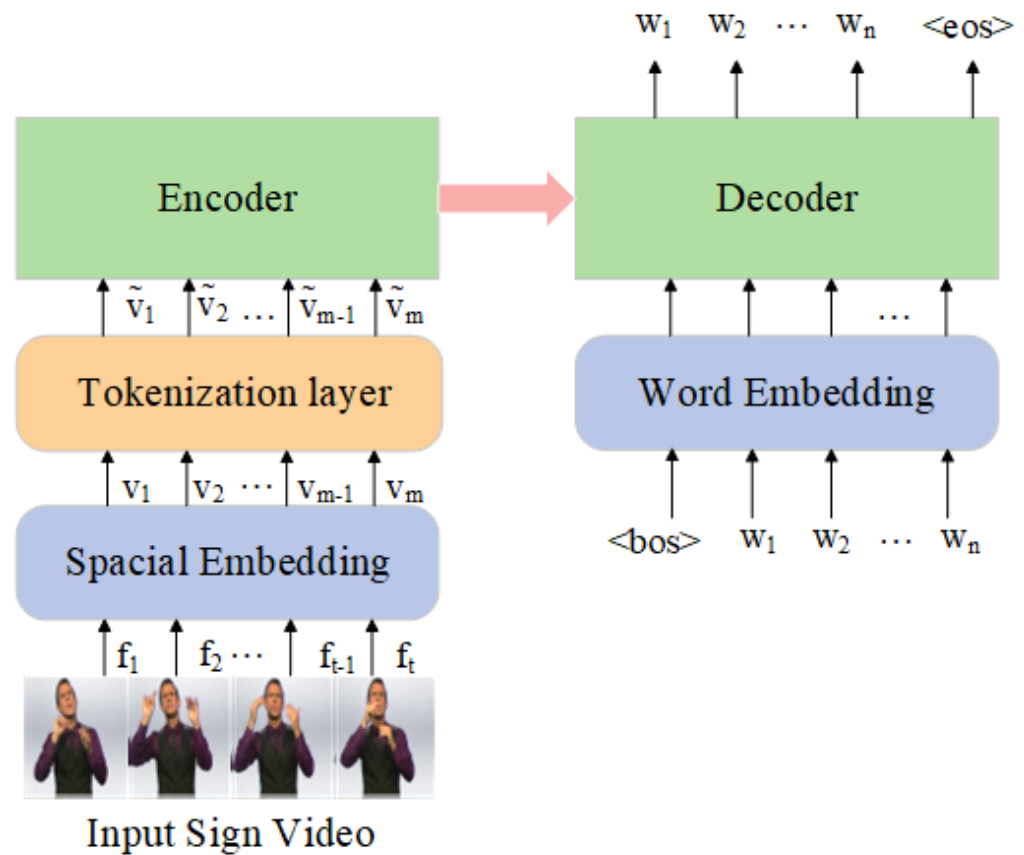 w₁ w₂ ... wₙ <eos>
Encoder
Decoder
ṽ₁ ṽ₂ ... ṽₘ₋₁ ṽₘ
...
Tokenization layer
Word Embedding
v₁ v₂ ... vₘ₋₁ vₘ
<bos> w₁ w₂ ... wₙ
Spacial Embedding
f₁ f₂ ... fₜ₋₁ fₜ
Input Sign Video